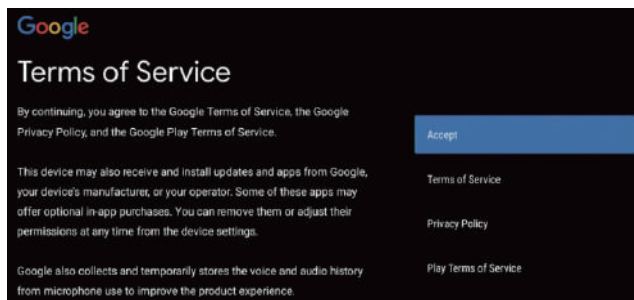 Google
Terms of Service
By continuing, you agree to the Google Terms of Service, the Google
Privacy Policy, and the Google Play Terms of Service.
This device may also receive and install updates and apps from Google,
your device's manufacturer, or your operator. Some of these apps may
offer optional in-app purchases. You can remove them or adjust their
permissions at any time from the device settings.
Google also collects and temporarily stores the voice and audio history
from microphone use to improve the product experience.
Accept
Terms of Service
Privacy Policy
Play Terms of Service